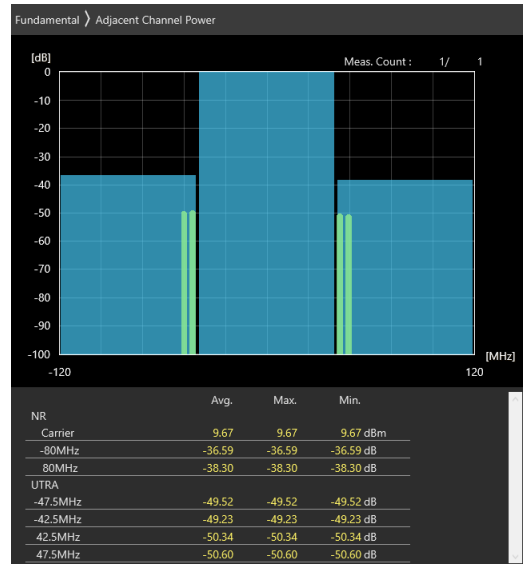 Fundamental 〉 Adjacent Channel Power
[dB]
Meas. Count : 1/ 1
0
-10
-20
-30
-40
-50
-60
-70
-80
-90
-100
[MHz]
-120 120
Avg. Max. Min.
NR
Carrier 9.67 9.67 9.67 dBm
-80MHz -36.59 -36.59 -36.59 dB
80MHz -38.30 -38.30 -38.30 dB
UTRA
-47.5MHz -49.52 -49.52 -49.52 dB
-42.5MHz -49.23 -49.23 -49.23 dB
42.5MHz -50.34 -50.34 -50.34 dB
47.5MHz -50.60 -50.60 -50.60 dB